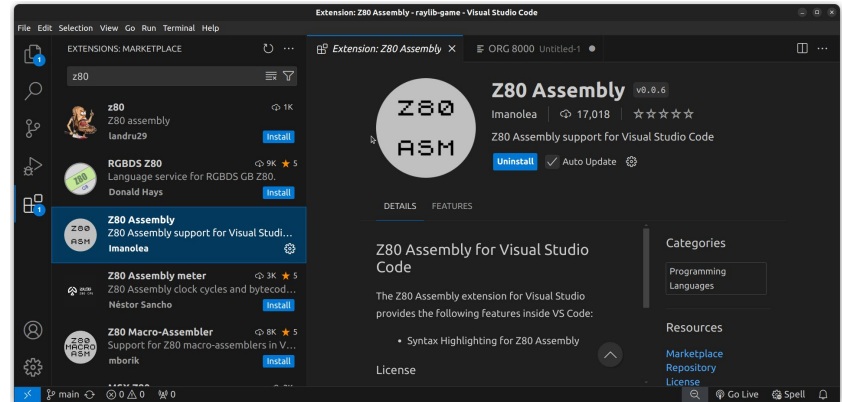 Extension: Z80 Assembly - raylib-game - Visual Studio Code
File Edit Selection View Go Run Terminal Help
EXTENSIONS: MARKETPLACE
z80
z80
1K
Z80 assembly
landru29
Install
RGBDS Z80
9K ★ 5
Language service for RGBDS GB Z80.
Donald Hays
Install
Z80 Assembly
Z80 Assembly support for Visual Studi...
Imanolea
Z80 Assembly meter
3K ★ 5
Z80 Assembly clock cycles and bytecod...
Néstor Sancho
Install
Z80 Macro-Assembler
8K ★ 5
Support for Z80 macro-assemblers in V...
mborik
Install
Extension: Z80 Assembly
ORG 8000 Untitled-1
Z80
ASM
Z80 Assembly v0.0.6
Imanolea 17,018
Z80 Assembly support for Visual Studio Code
Uninstall Auto Update
DETAILS FEATURES
Z80 Assembly for Visual Studio
Code
The Z80 Assembly extension for Visual Studio
provides the following features inside VS Code:
• Syntax Highlighting for Z80 Assembly
License
Categories
Programming
Languages
Resources
Marketplace
Repository
License
main 0 0 0
Go Live Spell